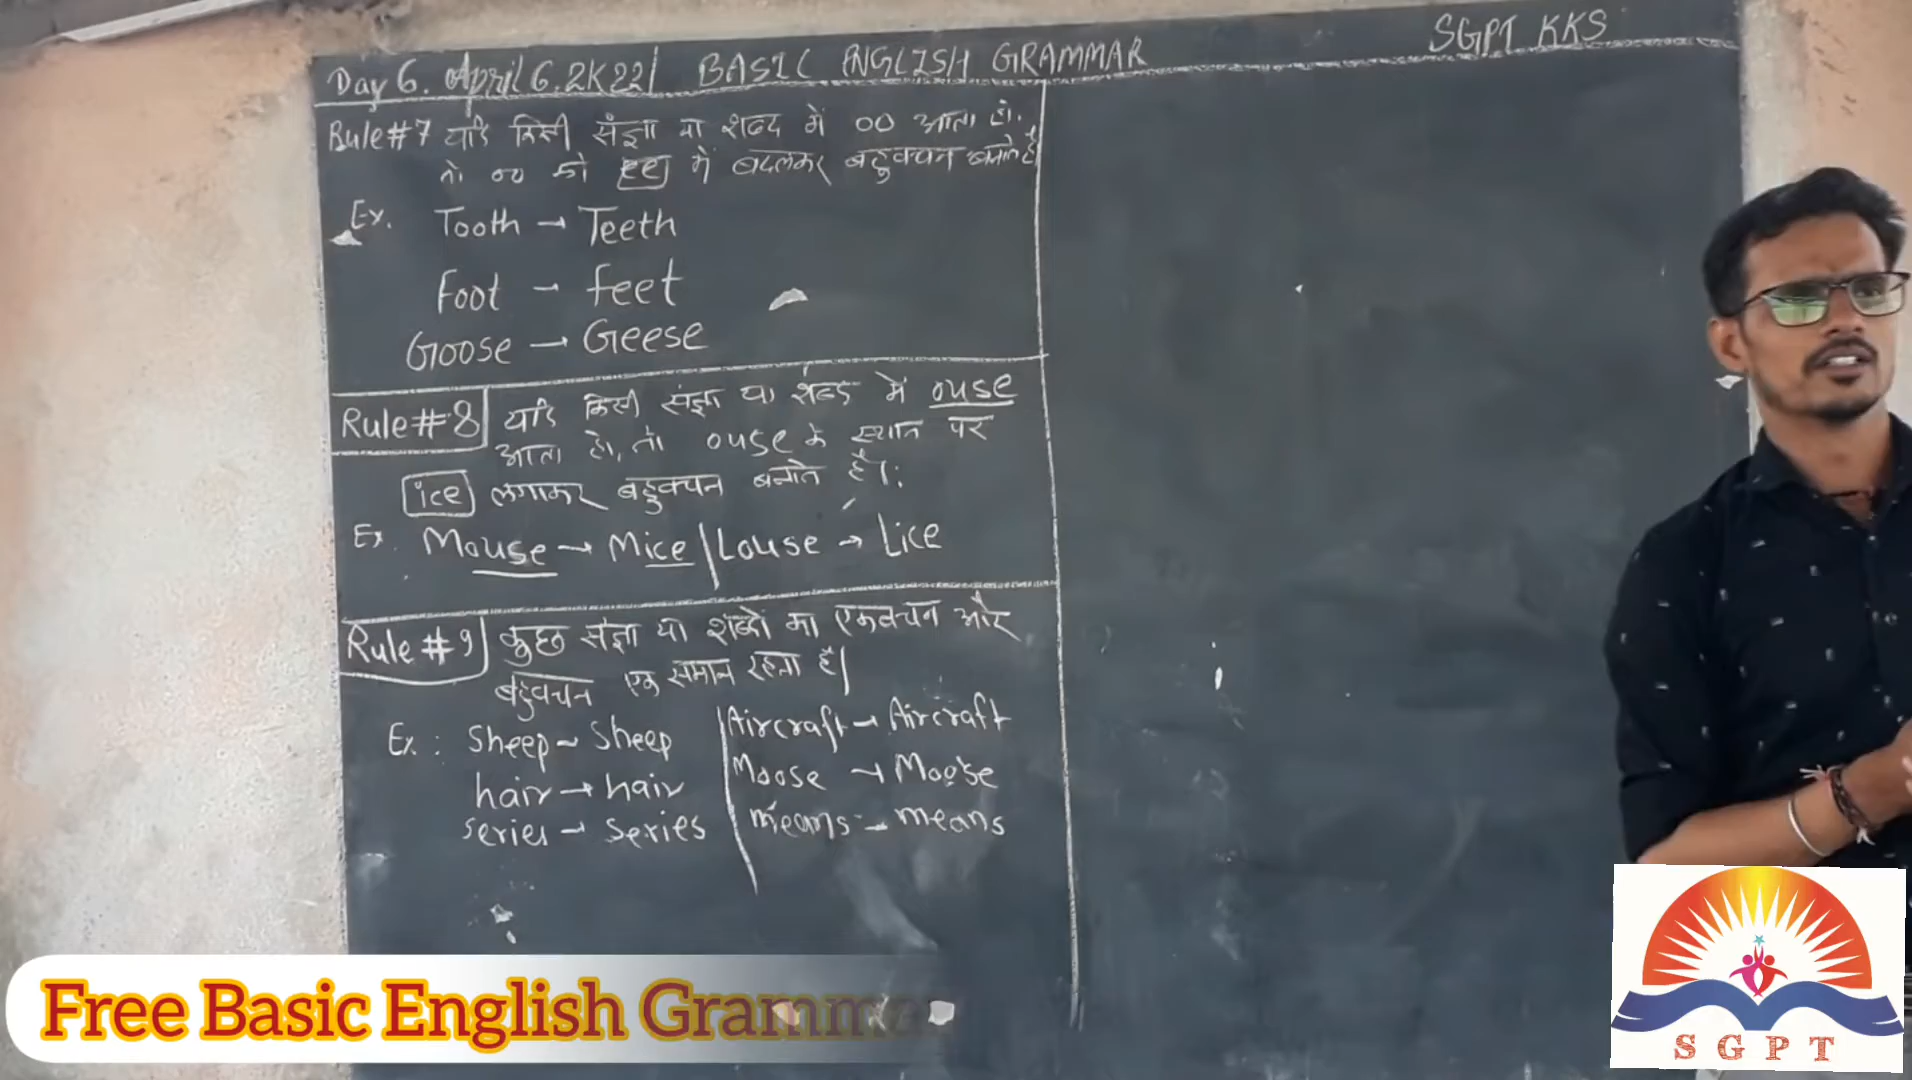 Day 6. April 6. 2K22| BASIC ENGLISH GRAMMAR
SGPT KKS
Rule#7 यदि किसी संज्ञा या शब्द में oo आता हो,
तो oo को ee में बदलकर बहुवचन बनाते हैं
Ex. Tooth → Teeth
Foot → Feet
Goose → Geese
Rule#8 यदि किसी संज्ञा या शब्द में ouse
आता हो, तो ouse के स्थान पर
ice लगाकर बहुवचन बनाते हैं।:
Ex. Mouse → Mice | Louse → Lice
Rule #9 कुछ संज्ञा या शब्दों का एकवचन और
बहुवचन एक समान रहता है|
Ex: Sheep → Sheep | Aircraft → Aircraft
hair → hair | Moose → Moose
series → series | means → means
Free Basic English Gramma
SGPT